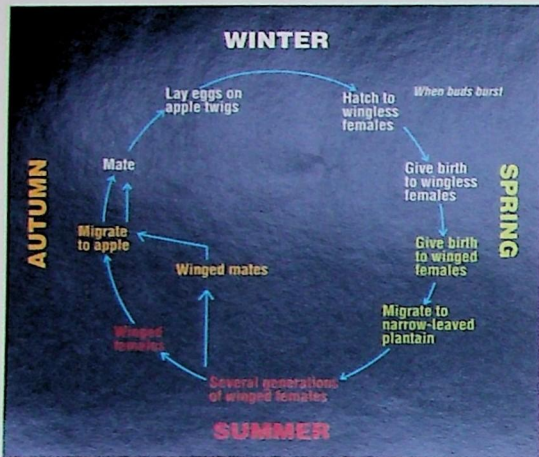 WINTER
Lay eggs on
apple twigs
Hatch to
wingless
females
When buds burst
Mate
Give birth
to wingless
females
AUTUMN
SPRING
Migrate
to apple
Give birth
to winged
females
Winged males
Migrate to
narrow-leaved
plantain
Winged
females
Several generations
of winged females
SUMMER